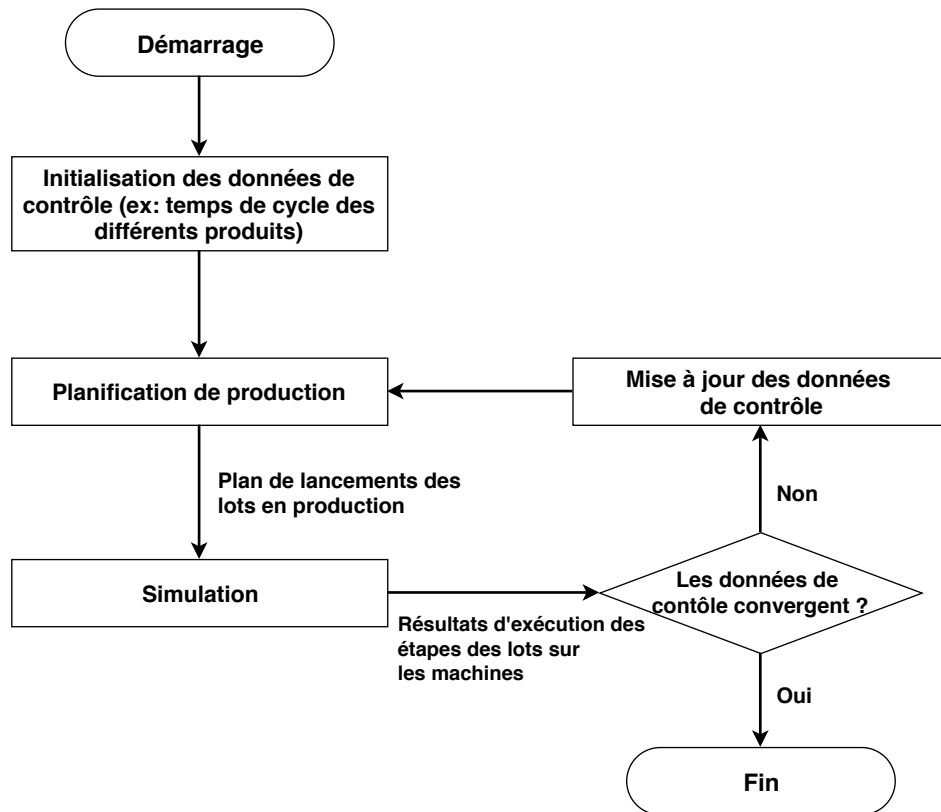 Démarrage
Initialisation des données de
contrôle (ex: temps de cycle des
différents produits)
Planification de production
Mise à jour des données
de contrôle
Plan de lancements des
lots en production
Non
Simulation
Les données de
contôle convergent ?
Résultats d'exécution des
étapes des lots sur
les machines
Oui
Fin